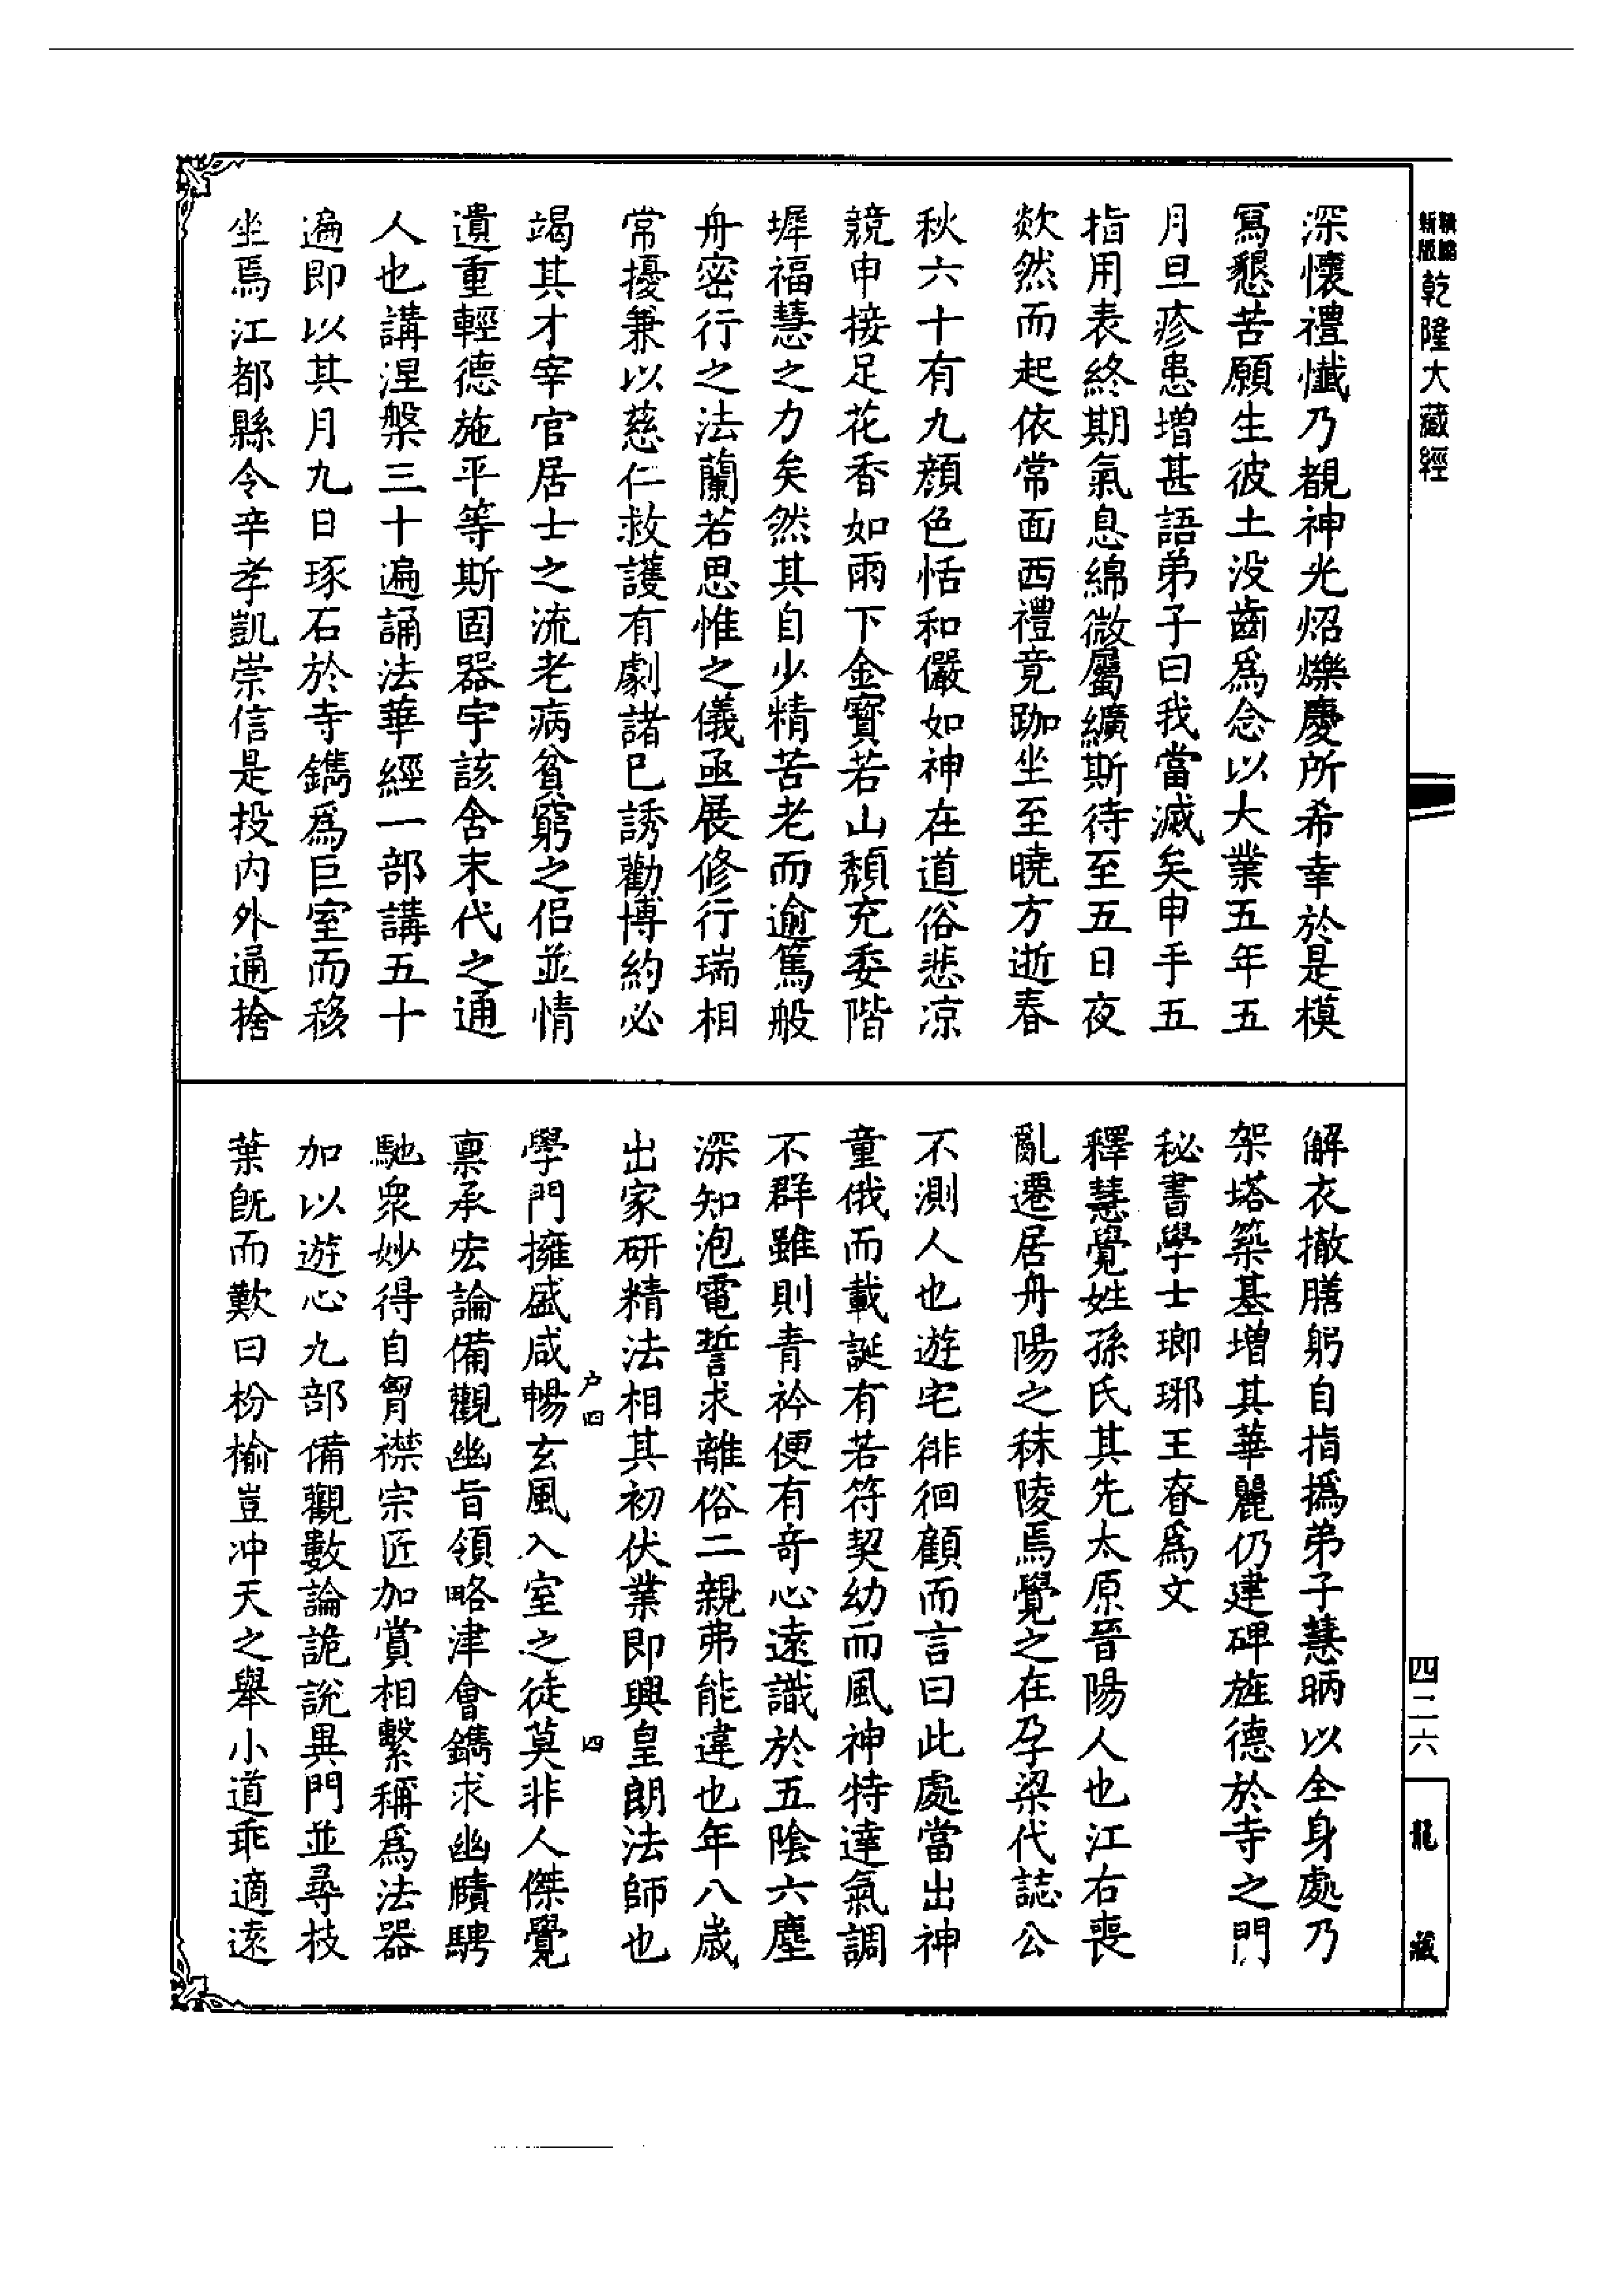 精縮新版乾隆大藏經
深懷禮懺乃覩神光炤爍慶所希幸於是模
寫懇苦願生彼土没齒爲念以大業五年五
月旦疹患增甚語弟子曰我當滅矣申手五
指用表終期氣息綿微屬纊斯待至五日夜
欻然而起依常面西禮竟跏坐至曉方逝春
秋六十有九顔色恬和儼如神在道俗悲凉
競申接足花香如雨下金寶若山頽充委階
墀福慧之力矣然其自少精苦老而逾篤般
舟密行之法蘭若思惟之儀亟展修行瑞相
常擾兼以慈仁救護有劇諸已誘勸博約必
竭其才宰官居士之流老病貧窮之侣並情
遺重輕德施平等斯固器宇該含末代之通
人也講涅槃三十遍誦法華經一部講五十
遍即以其月九日琢石於寺鐫爲巨室而移
坐焉江都縣令辛孝凱崇信是投内外通捨
解衣撤膳躬自指撝弟子慧昞以全身處乃
架塔築基增其華麗仍建碑旌德於寺之門
秘書學士瑯琊王眘爲文
釋慧覺姓孫氏其先太原晉陽人也江右喪
亂遷居舟陽之秣陵焉覺之在孕梁代誌公
不測人也遊宅徘徊顧而言曰此處當出神
童俄而載誕有若符契幼而風神特達氣調
不群雖則青衿便有奇心遠識於五陰六塵
深知泡電誓求離俗二親弗能違也年八歲
出家研精法相其初伏業即興皇朗法師也
户四 四
學門擁盛咸暢玄風入室之徒莫非人傑覺
禀承宏論備觀幽旨領略津會鐫求幽賾騁
馳衆妙得自胷襟宗匠加賞相繫稱爲法器
加以遊心九部備觀數論詭說異門並尋枝
葉旣而歎曰枌榆豈冲天之舉小道乖適遠
四二六
龍藏